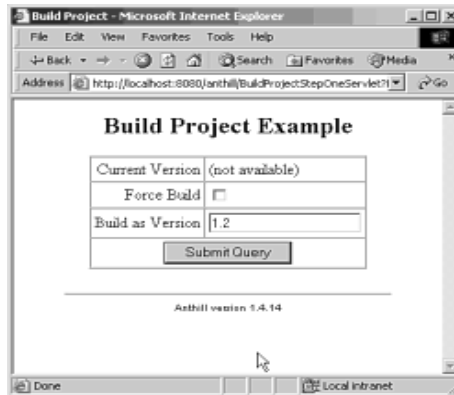 Build Project - Microsoft Internet Explorer
File Edit View Favorites Tools Help
Back Search Favorites Media
Address http://localhost:8080/anthill/BuildProjectStepOneServlet? Go
Build Project Example
Current Version (not available)
Force Build
Build as Version 1.2
Submit Query
Anthill version 1.4.14
Done Local intranet